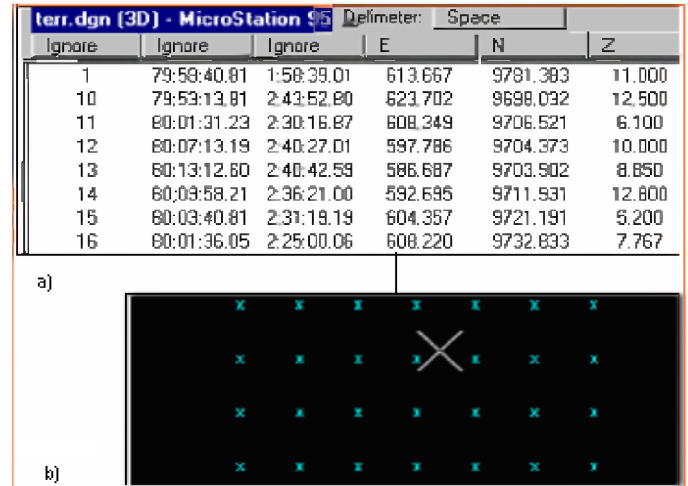 terr.dgn (3D) - MicroStation 95 Delimeter: Space
Ignore Ignore Ignore E N Z
1 79:58:40.81 1:58:39.01 613.667 9781.383 11.000
10 79:53:13.81 2:43:52.80 623.702 9698.032 12.500
11 80:01:31.23 2:30:16.87 608.349 9706.521 6.100
12 80:07:13.19 2:40:27.01 597.786 9704.373 10.000
13 80:13:12.60 2:40:42.59 586.687 9703.902 8.850
14 80:09:58.21 2:36:21.00 592.695 9711.931 12.800
15 80:03:40.81 2:31:19.19 604.357 9721.191 5.200
16 80:01:36.05 2:25:00.06 608.220 9732.833 7.767
a)
b)